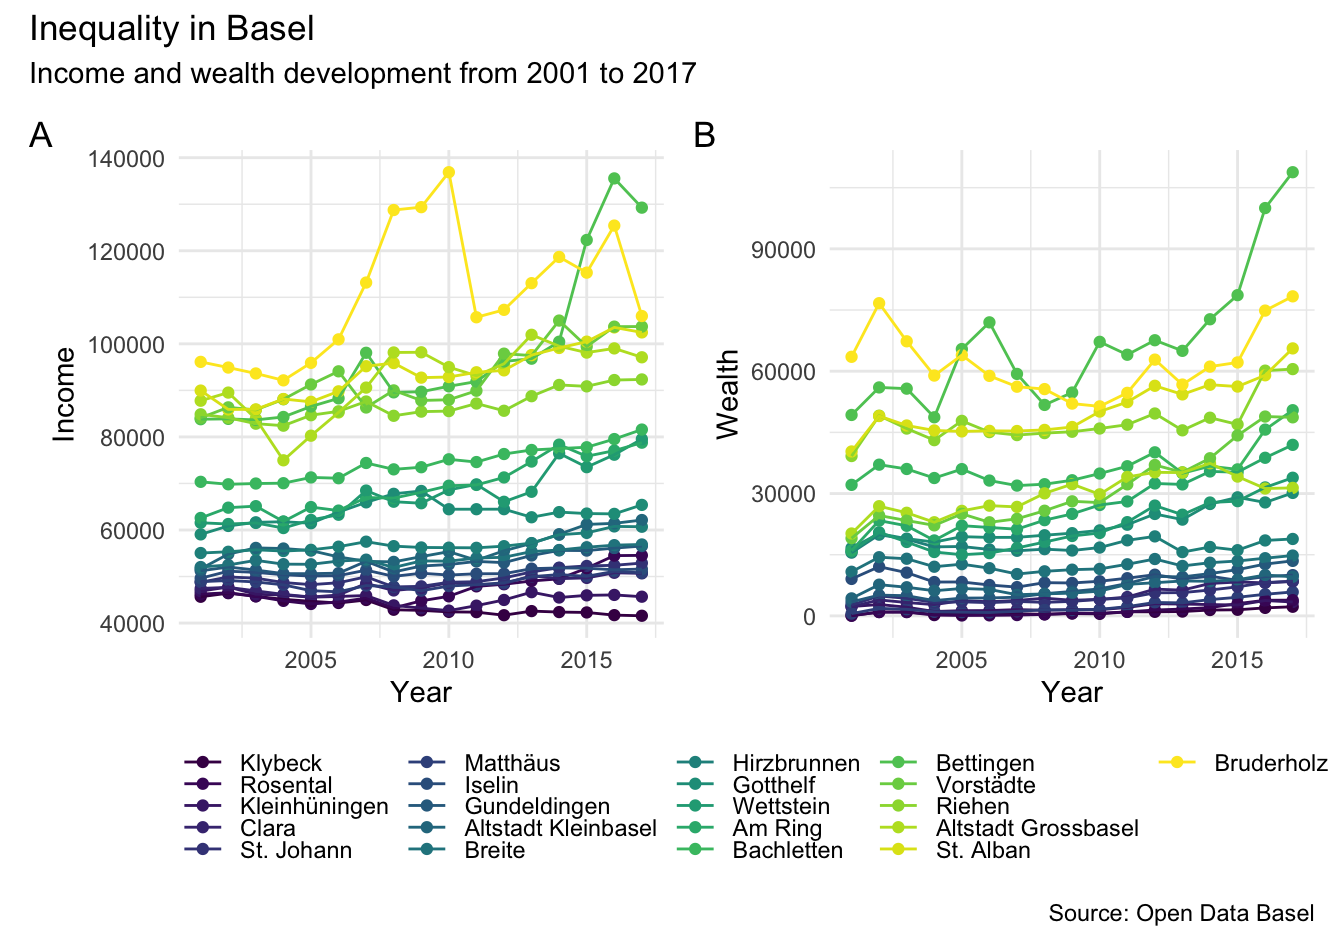 Inequality in Basel
Income and wealth development from 2001 to 2017
A
B
140000
120000
100000
80000
60000
40000
Income
2005
2010
2015
Year
90000
60000
30000
0
Wealth
2005
2010
2015
Year
Klybeck
Rosental
Kleinhüningen
Clara
St. Johann
Matthäus
Iselin
Gundeldingen
Altstadt Kleinbasel
Breite
Hirzbrunnen
Gotthelf
Wettstein
Am Ring
Bachletten
Bettingen
Vorstädte
Riehen
Altstadt Grossbasel
St. Alban
Bruderholz
Source: Open Data Basel